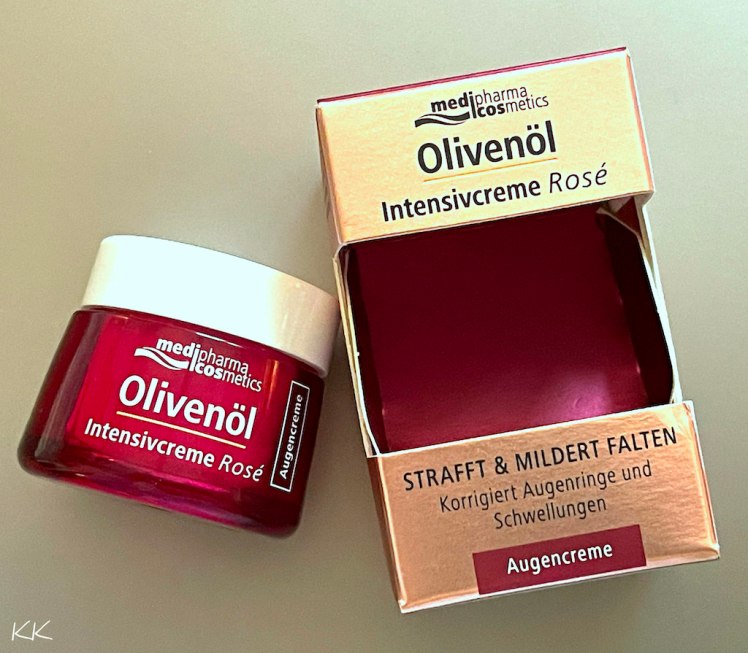 medipharma
cosmetics
Olivenöl
Intensivcreme Rosé
Augencreme
medipharma
cosmetics
Olivenöl
Intensivcreme Rosé
STRAFFT & MILDERT FALTEN
Korrigiert Augenringe und
Schwellungen
Augencreme
KK